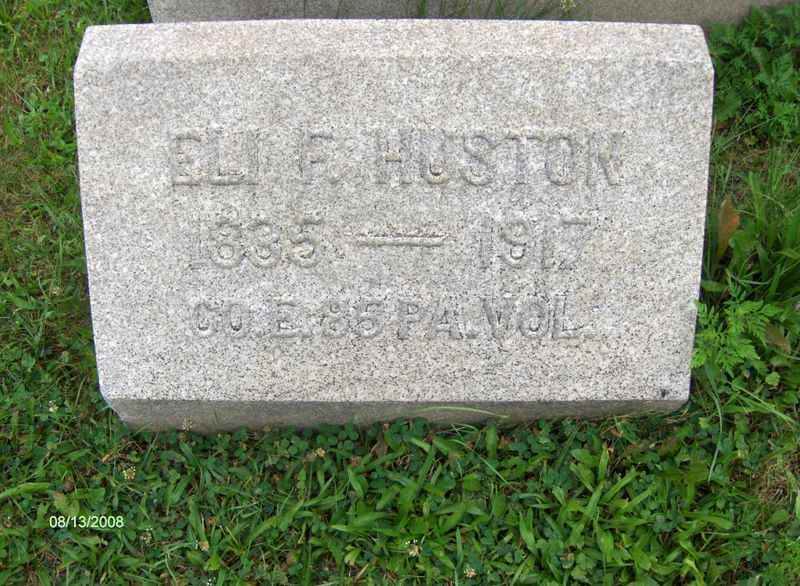 ELI F. HUSTON
1835 — 1917
CO. E. 85 PA. VOL.
08/13/2008